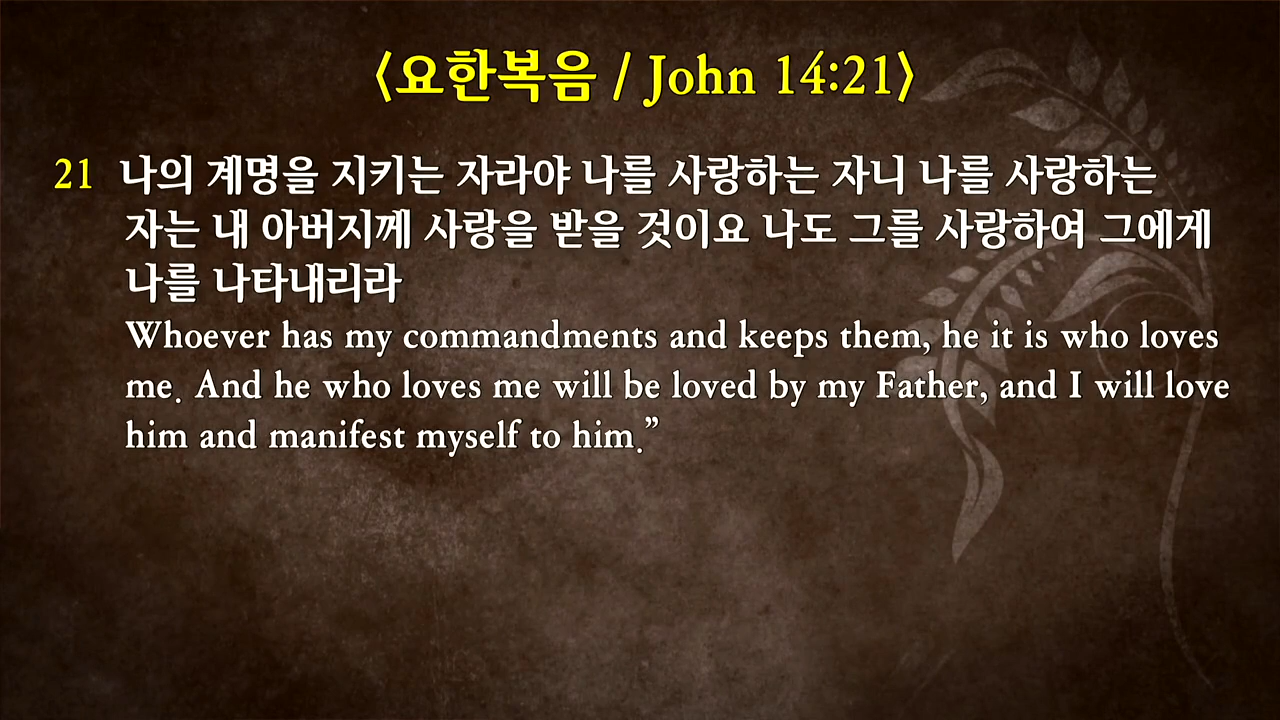 〈요한복음 / John 14:21〉
21 나의 계명을 지키는 자라야 나를 사랑하는 자니 나를 사랑하는
자는 내 아버지께 사랑을 받을 것이요 나도 그를 사랑하여 그에게
나를 나타내리라
Whoever has my commandments and keeps them, he it is who loves
me. And he who loves me will be loved by my Father, and I will love
him and manifest myself to him.”